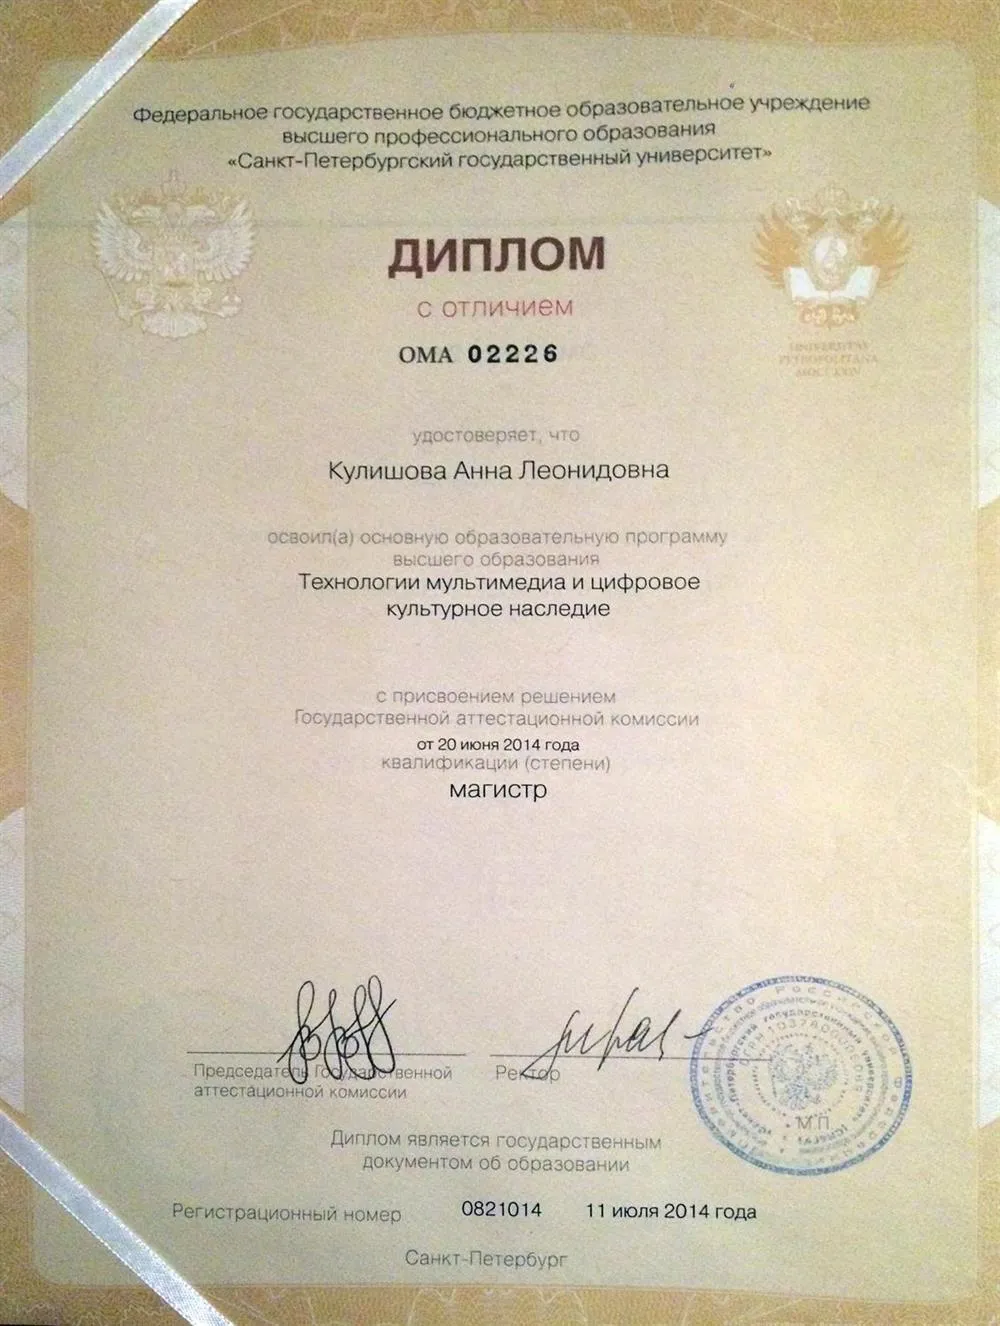 Федеральное государственное бюджетное образовательное учреждение
высшего профессионального образования
«Санкт-Петербургский государственный университет»
ДИПЛОМ
с отличием
ОМА 02226
UNIVERSITAS
PETROPOLITANA
MDCCXXIV
удостоверяет, что
Кулишова Анна Леонидовна
освоил(а) основную образовательную программу
высшего образования
Технологии мультимедиа и цифровое
культурное наследие
с присвоением решением
Государственной аттестационной комиссии
от 20 июня 2014 года
квалификации (степени)
магистр
Председатель Государственной
аттестационной комиссии
Ректор
М.П.
Диплом является государственным
документом об образовании
Регистрационный номер 0821014 11 июля 2014 года
Санкт-Петербург